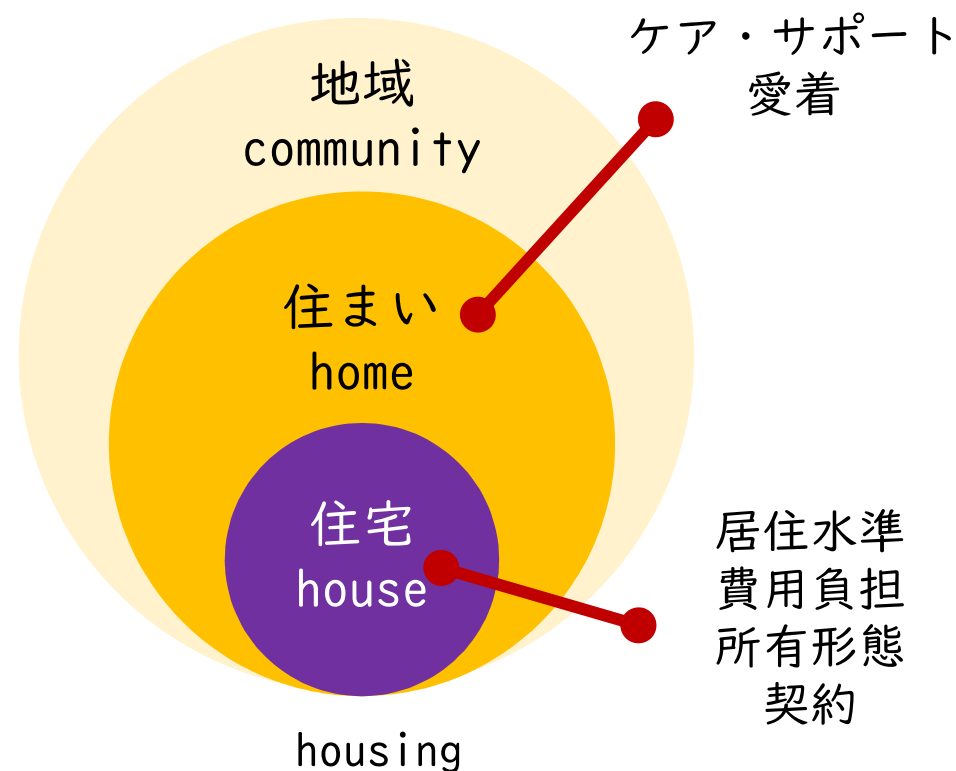 ケア・サポート
愛着
地域
community
住まい
home
住宅
house
居住水準
費用負担
所有形態
契約
housing